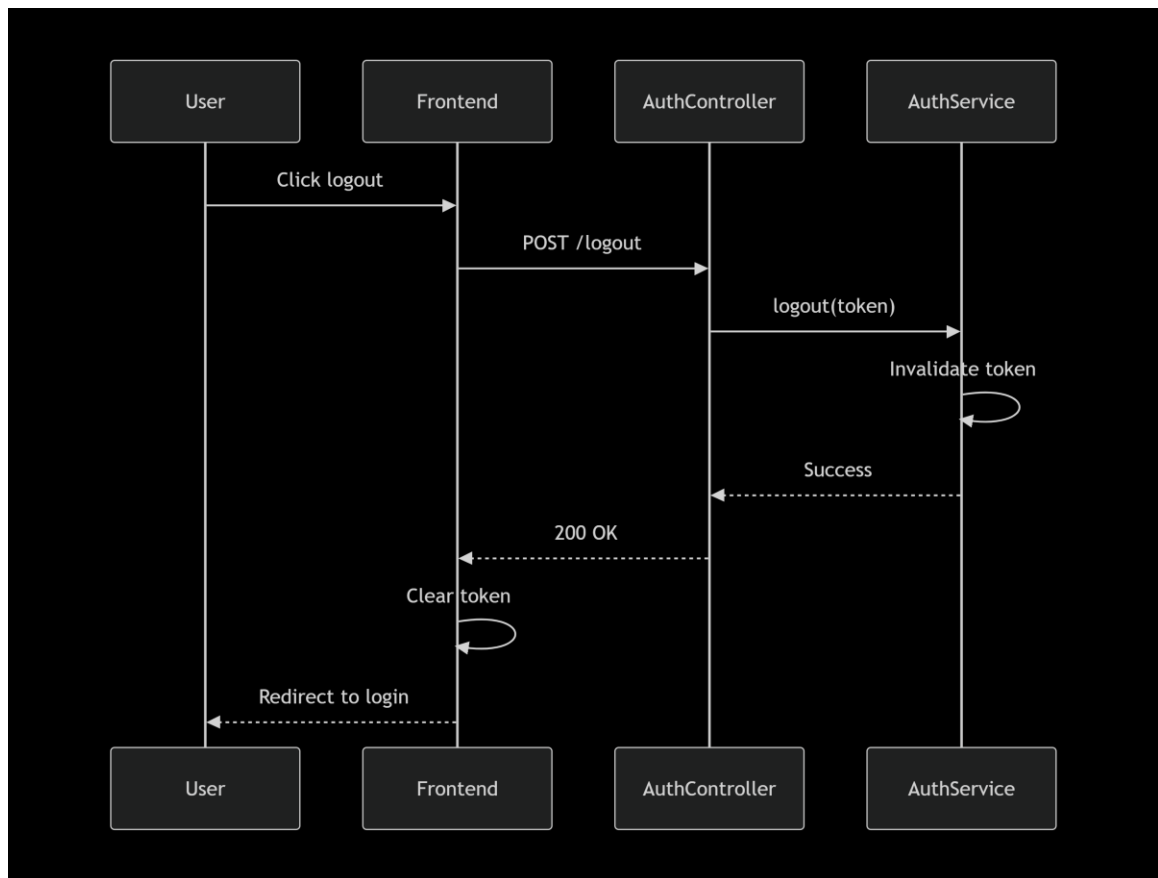 User
Frontend
AuthController
AuthService
Click logout
POST /logout
logout(token)
Invalidate token
Success
200 OK
Clear token
Redirect to login
User
Frontend
AuthController
AuthService